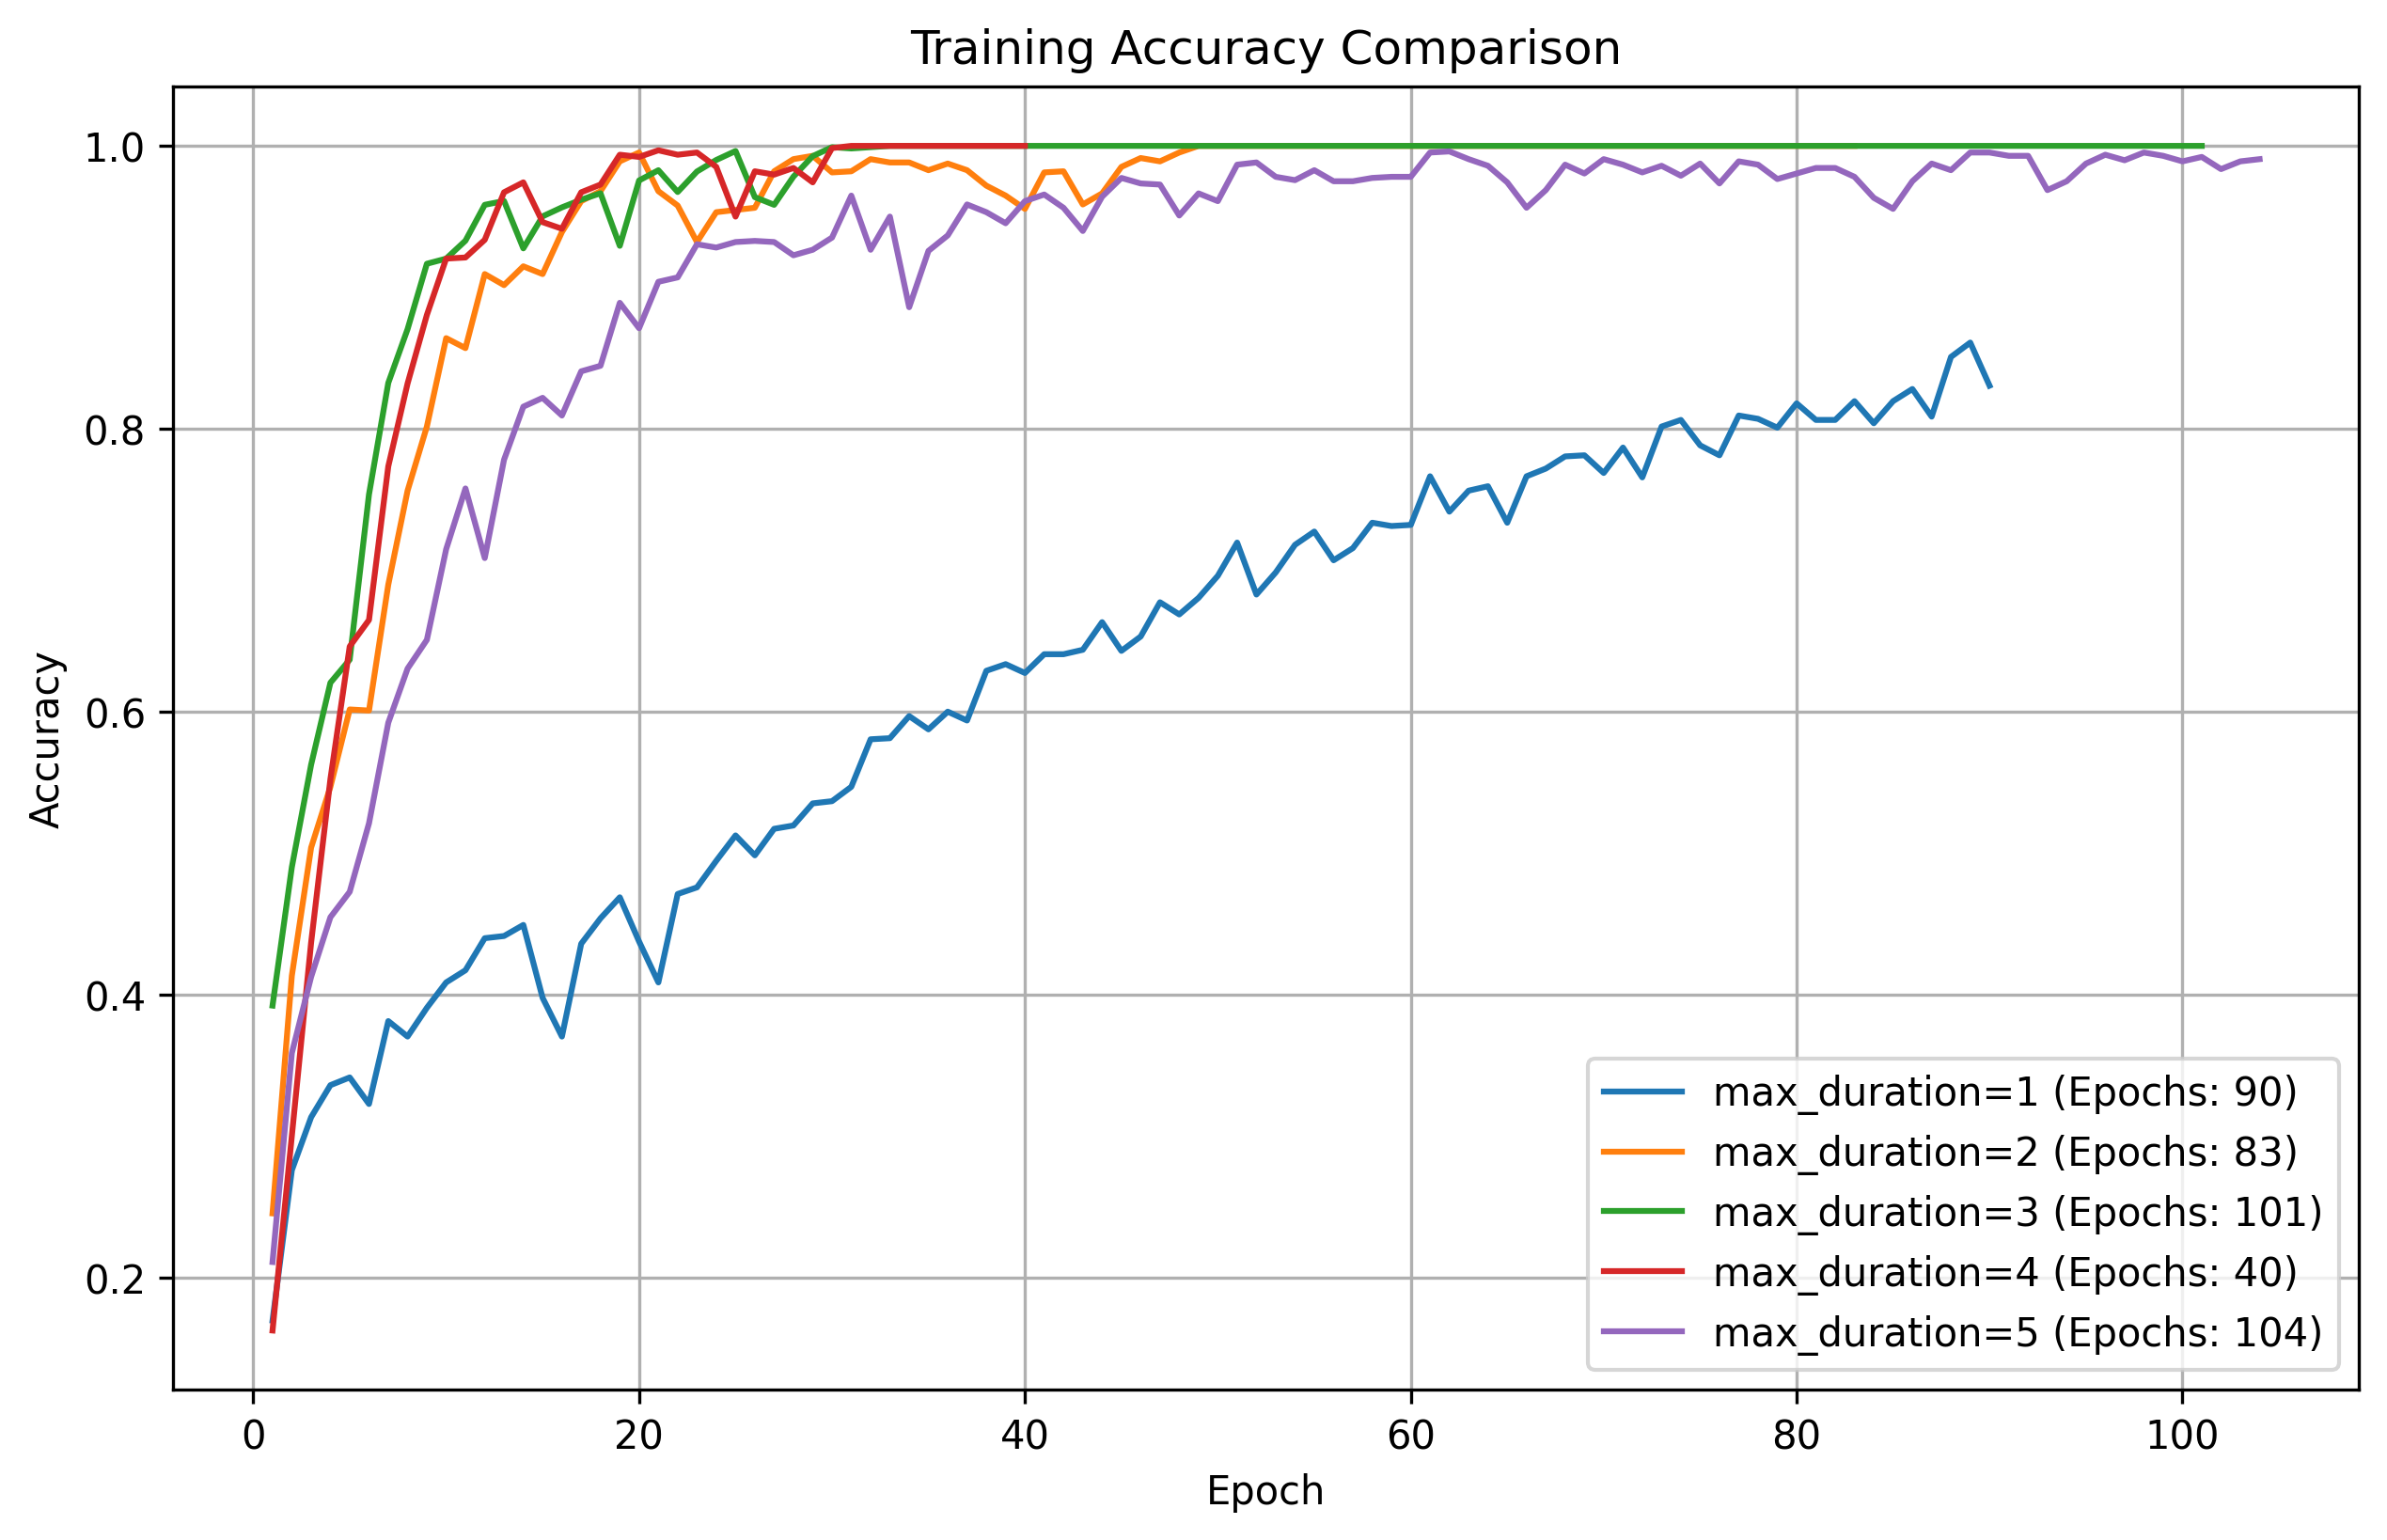 Training Accuracy Comparison
1.0
0.8
0.6
0.4
0.2
Accuracy
0 20 40 60 80 100
Epoch
max_duration=1 (Epochs: 90)
max_duration=2 (Epochs: 83)
max_duration=3 (Epochs: 101)
max_duration=4 (Epochs: 40)
max_duration=5 (Epochs: 104)